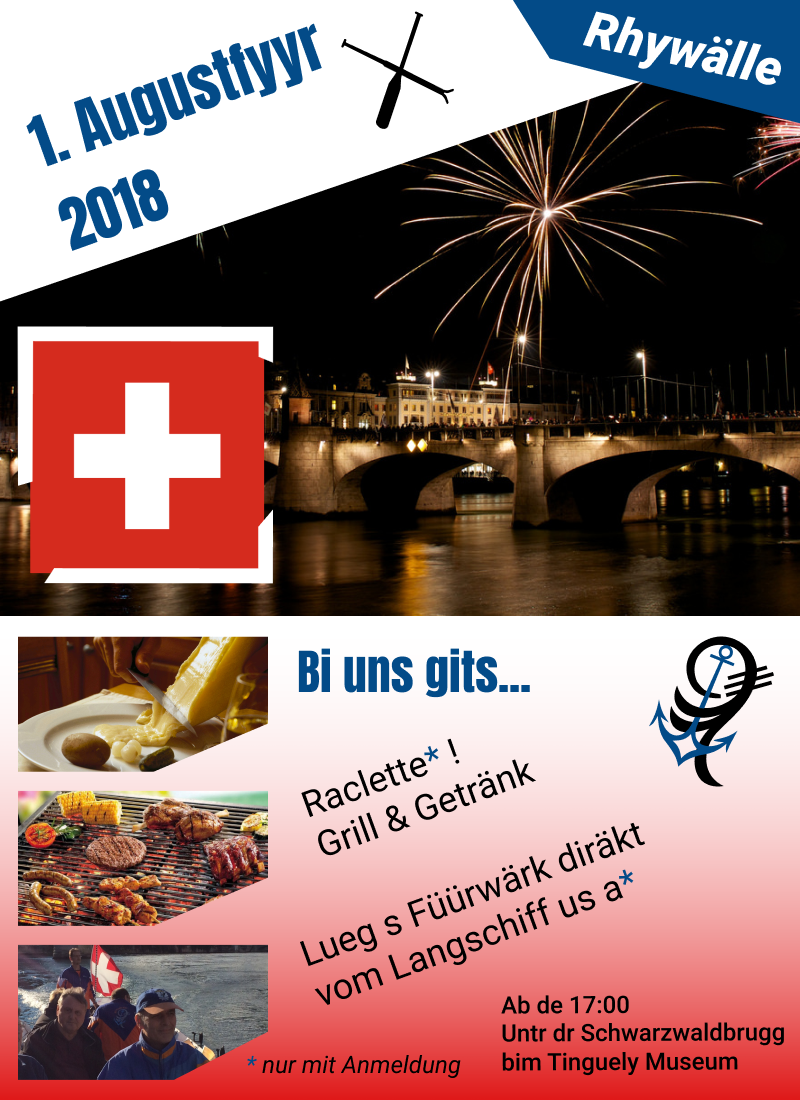 1. Augustfyyr
2018
Rhywälle
Bi uns gits...
Raclette* !
Grill & Getränk
Lueg s Füürwärk diräkt
vom Langschiff us a*
Ab de 17:00
Untr dr Schwarzwaldbrugg
bim Tinguely Museum
* nur mit Anmeldung